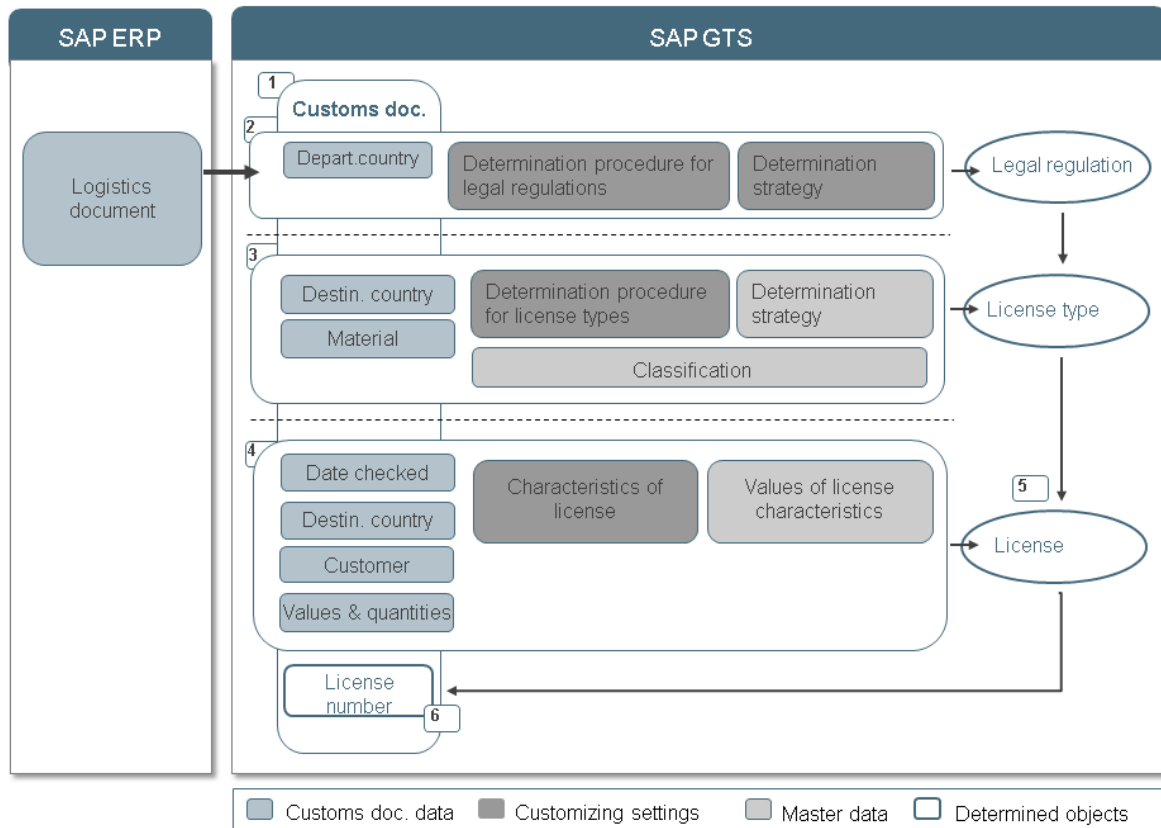 SAP ERP
SAP GTS
1
Customs doc.
2
Depart.country
Determination procedure for
legal regulations
Determination
strategy
Legal regulation
Logistics
document
3
Destin. country
Material
Determination procedure
for license types
Determination
strategy
Classification
License type
4
Date checked
Destin. country
Customer
Values & quantities
Characteristics of
license
Values of license
characteristics
5
License
License
number
6
Customs doc. data
Customizing settings
Master data
Determined objects